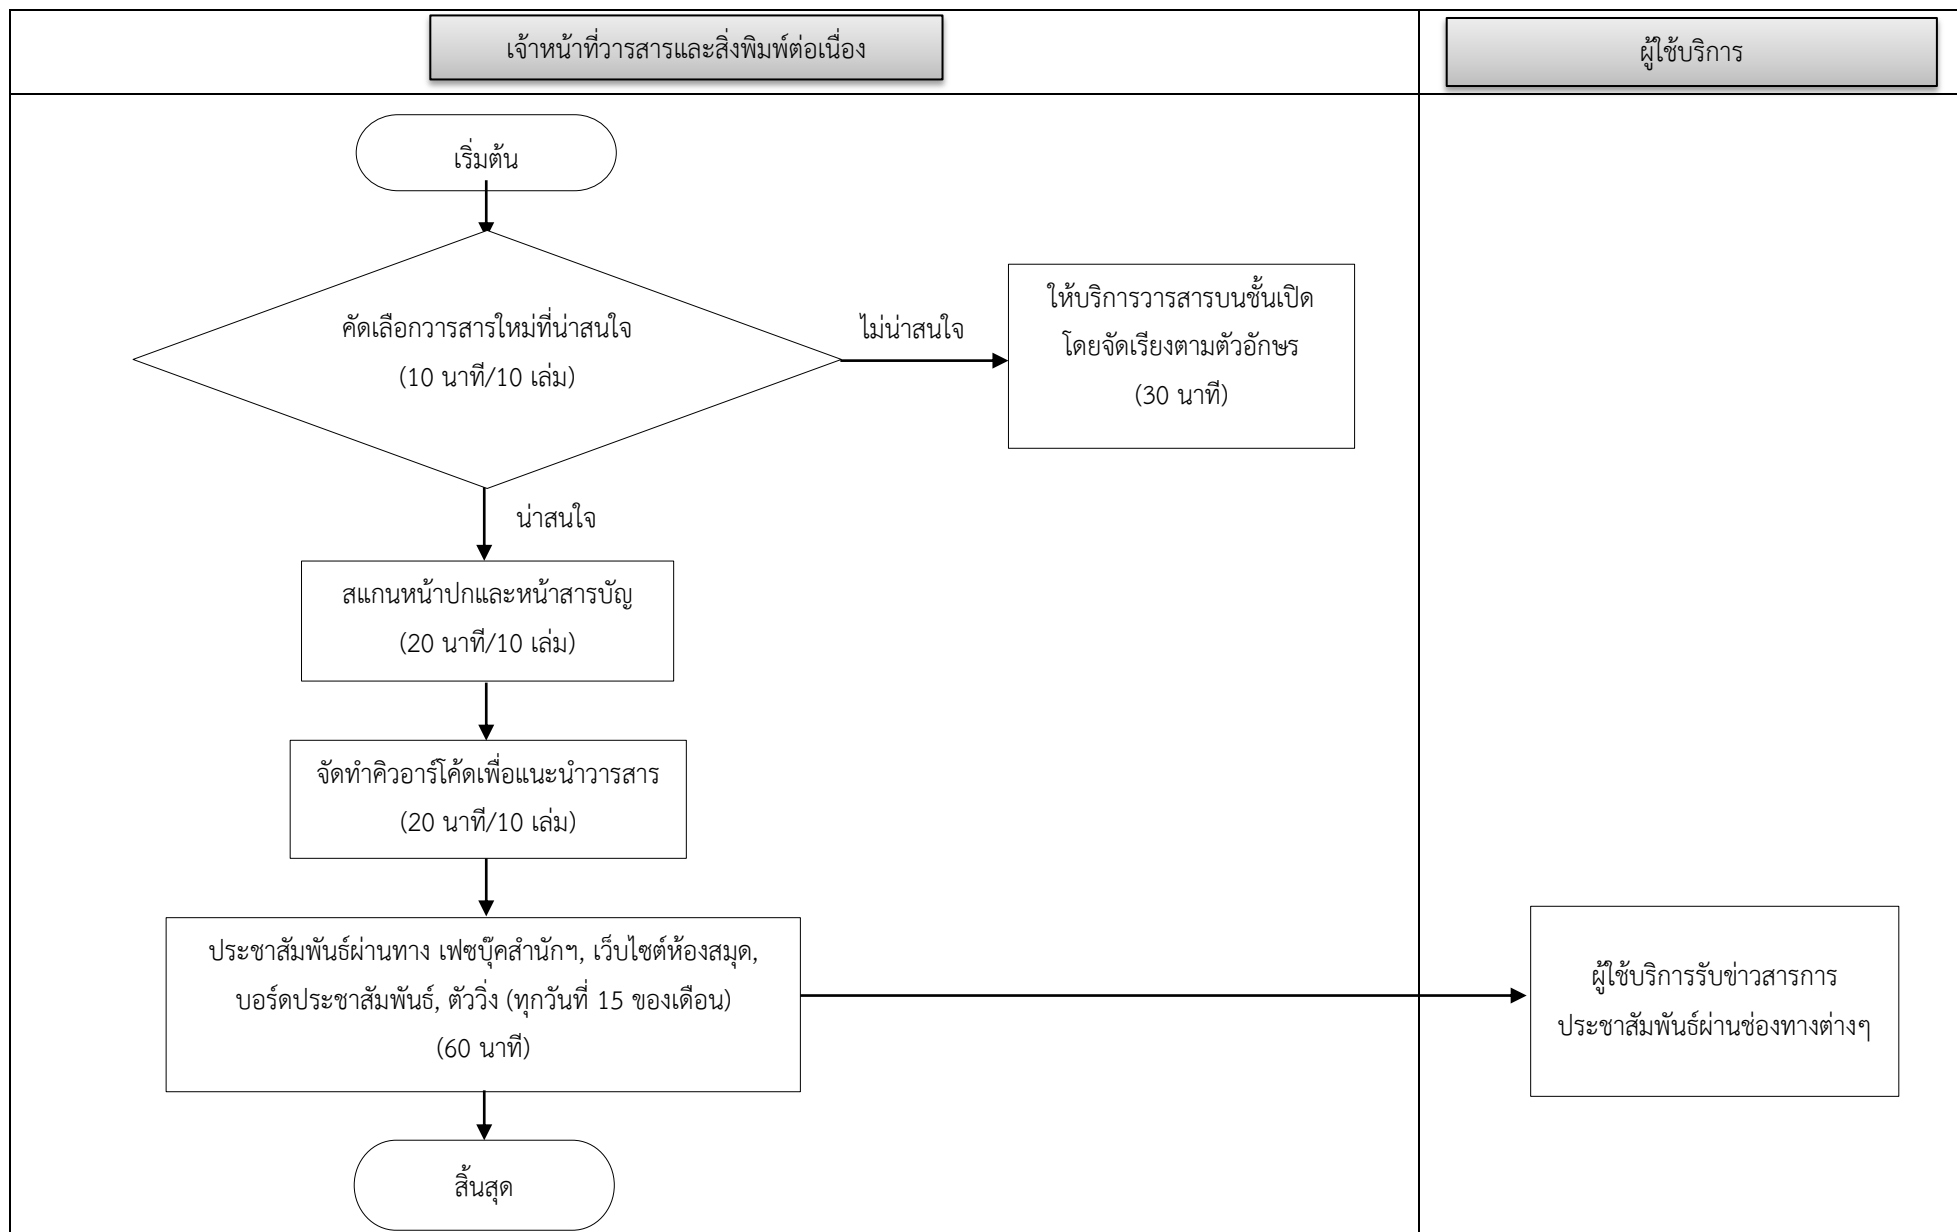 เจ้าหน้าที่วารสารและสิ่งพิมพ์ต่อเนื่อง
ผู้ใช้บริการ
เริ่มต้น
คัดเลือกวารสารใหม่ที่น่าสนใจ
(10 นาที/10 เล่ม)
ไม่น่าสนใจ
ให้บริการวารสารบนชั้นเปิด
โดยจัดเรียงตามตัวอักษร
(30 นาที)
น่าสนใจ
สแกนหน้าปกและหน้าสารบัญ
(20 นาที/10 เล่ม)
จัดทำคิวอาร์โค้ดเพื่อแนะนำวารสาร
(20 นาที/10 เล่ม)
ประชาสัมพันธ์ผ่านทาง เฟซบุ๊คสำนักฯ, เว็บไซต์ห้องสมุด,
บอร์ดประชาสัมพันธ์, ตัววิ่ง (ทุกวันที่ 15 ของเดือน)
(60 นาที)
ผู้ใช้บริการรับข่าวสารการ
ประชาสัมพันธ์ผ่านช่องทางต่างๆ
สิ้นสุด